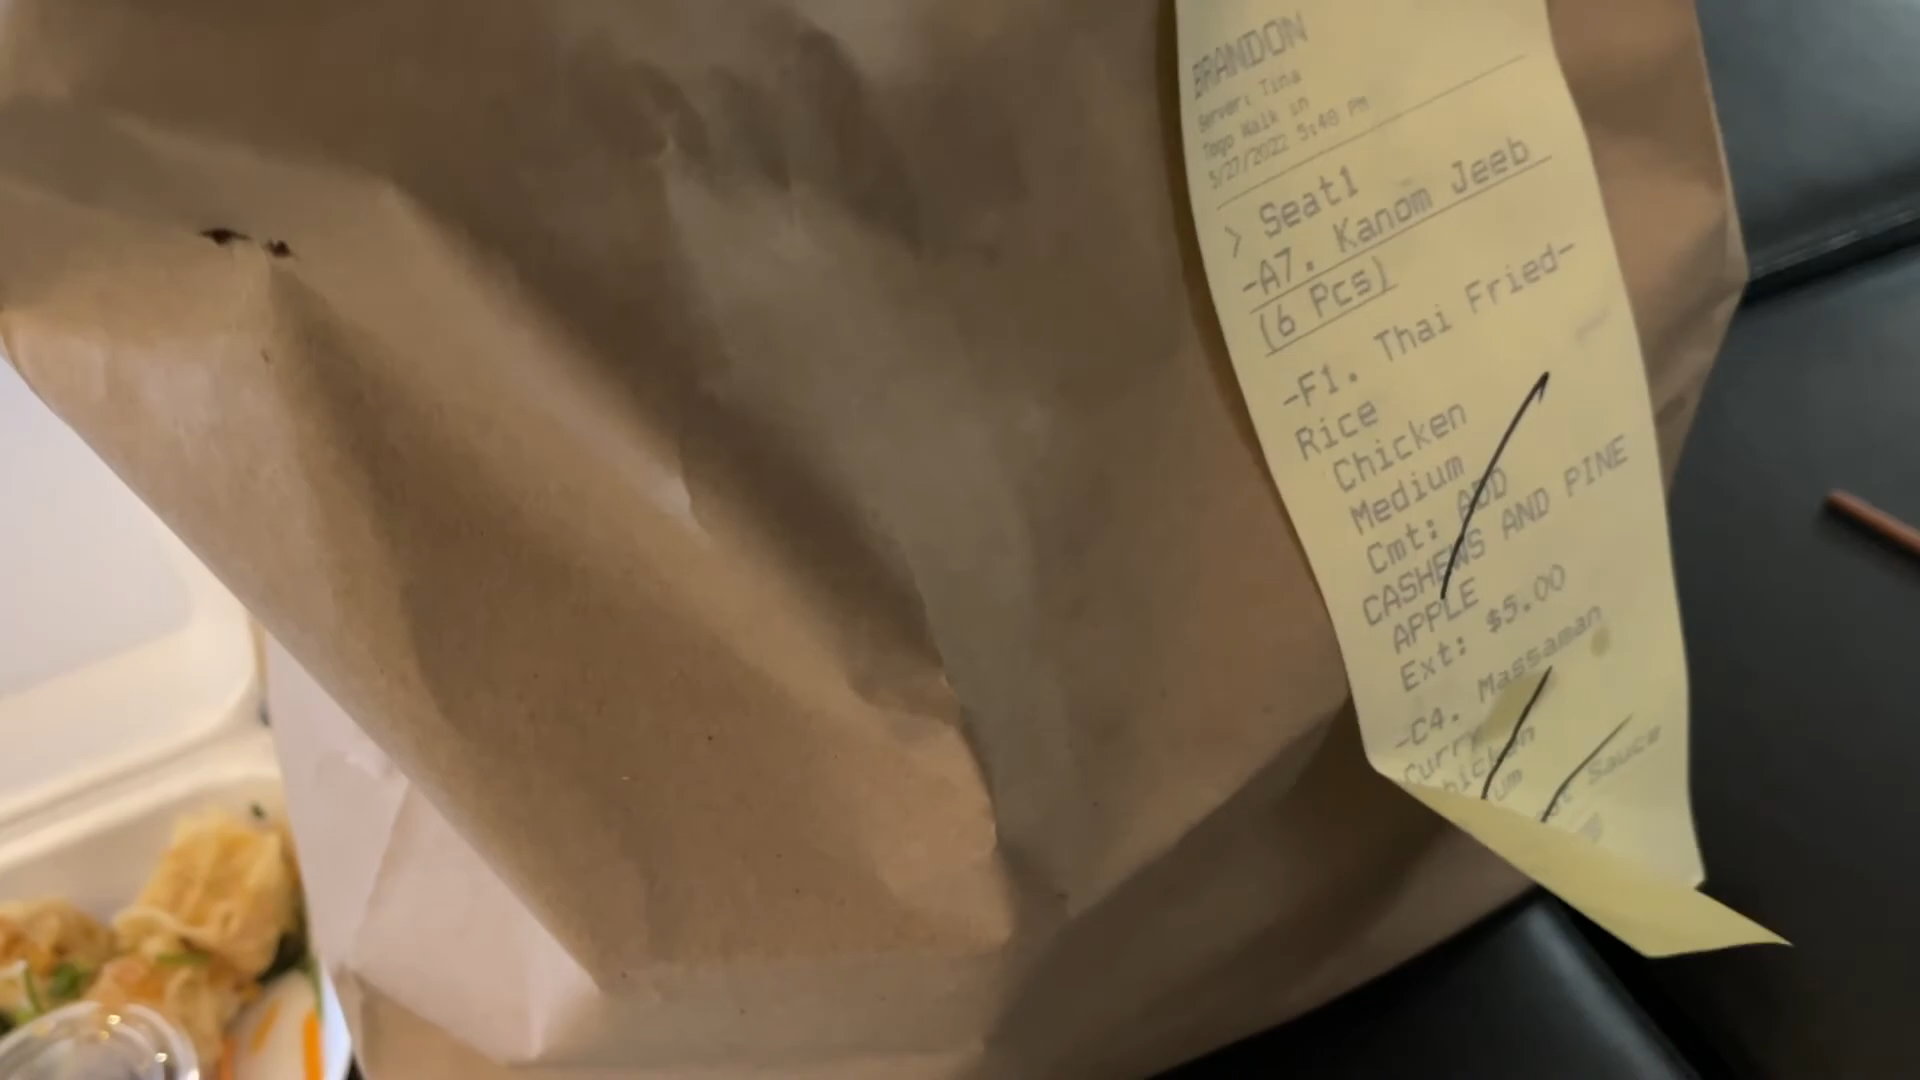 BRANDON
Server: Tina
Togo Walk in
5/27/2022 5:48 PM
> Seat1
-A7. Kanom Jeeb
(6 Pcs)
-F1. Thai Fried-
Rice
Chicken
Medium
Cmt: ADD
CASHEWS AND PINE
APPLE
Ext: $5.00
-C4. Massaman
Curry
Sauce